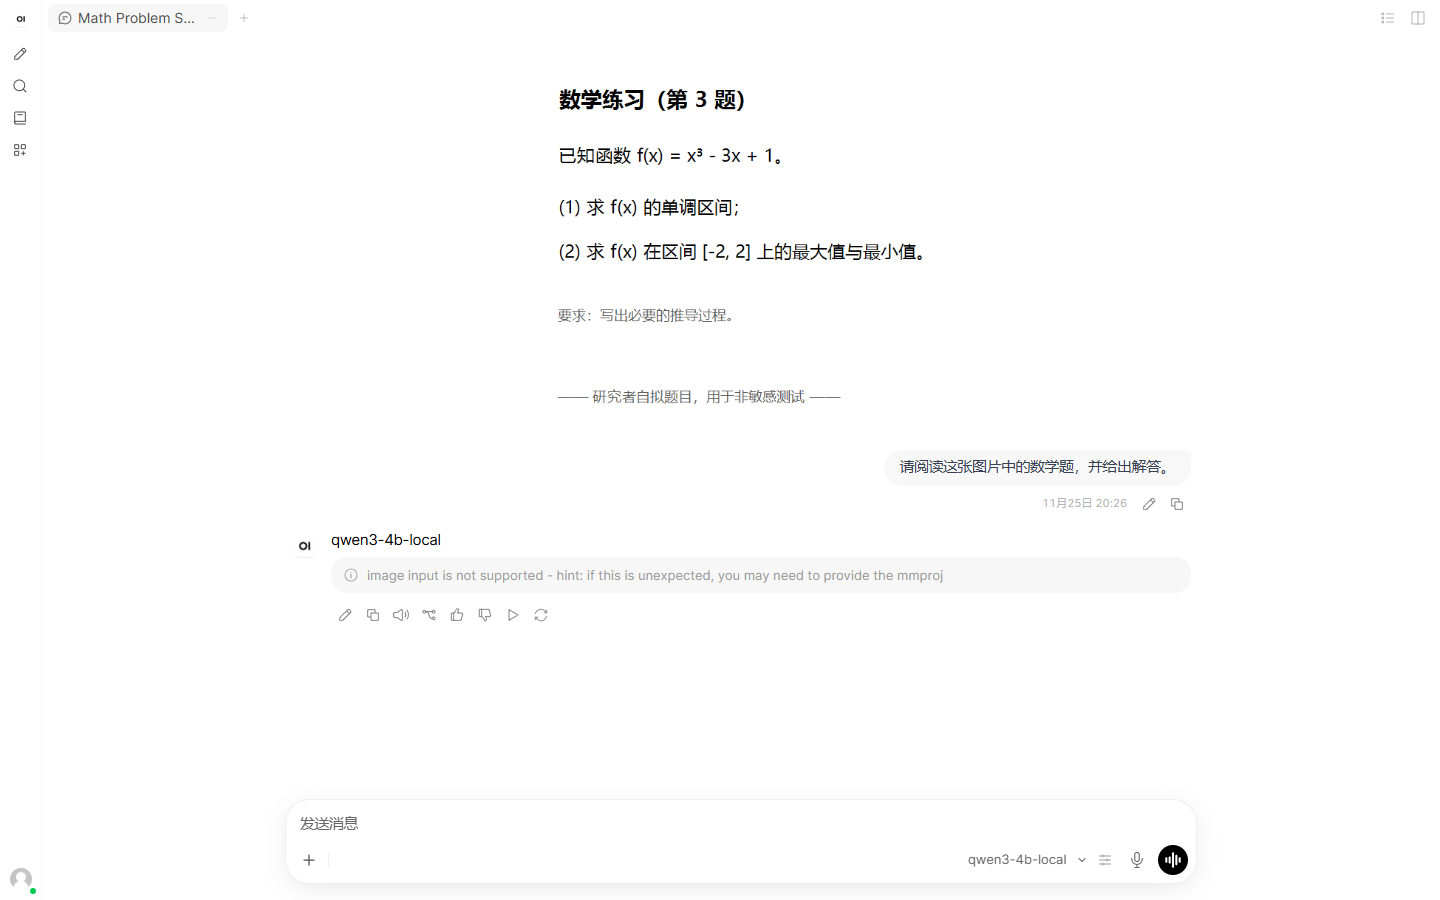 OI
Math Problem S...
数学练习（第 3 题）
已知函数 f(x) = x³ - 3x + 1。
(1) 求 f(x) 的单调区间；
(2) 求 f(x) 在区间 [-2, 2] 上的最大值与最小值。
要求：写出必要的推导过程。
—— 研究者自拟题目，用于非敏感测试 ——
请阅读这张图片中的数学题，并给出解答。
11月25日 20:26
OI
qwen3-4b-local
image input is not supported - hint: if this is unexpected, you may need to provide the mmproj
发送消息
qwen3-4b-local